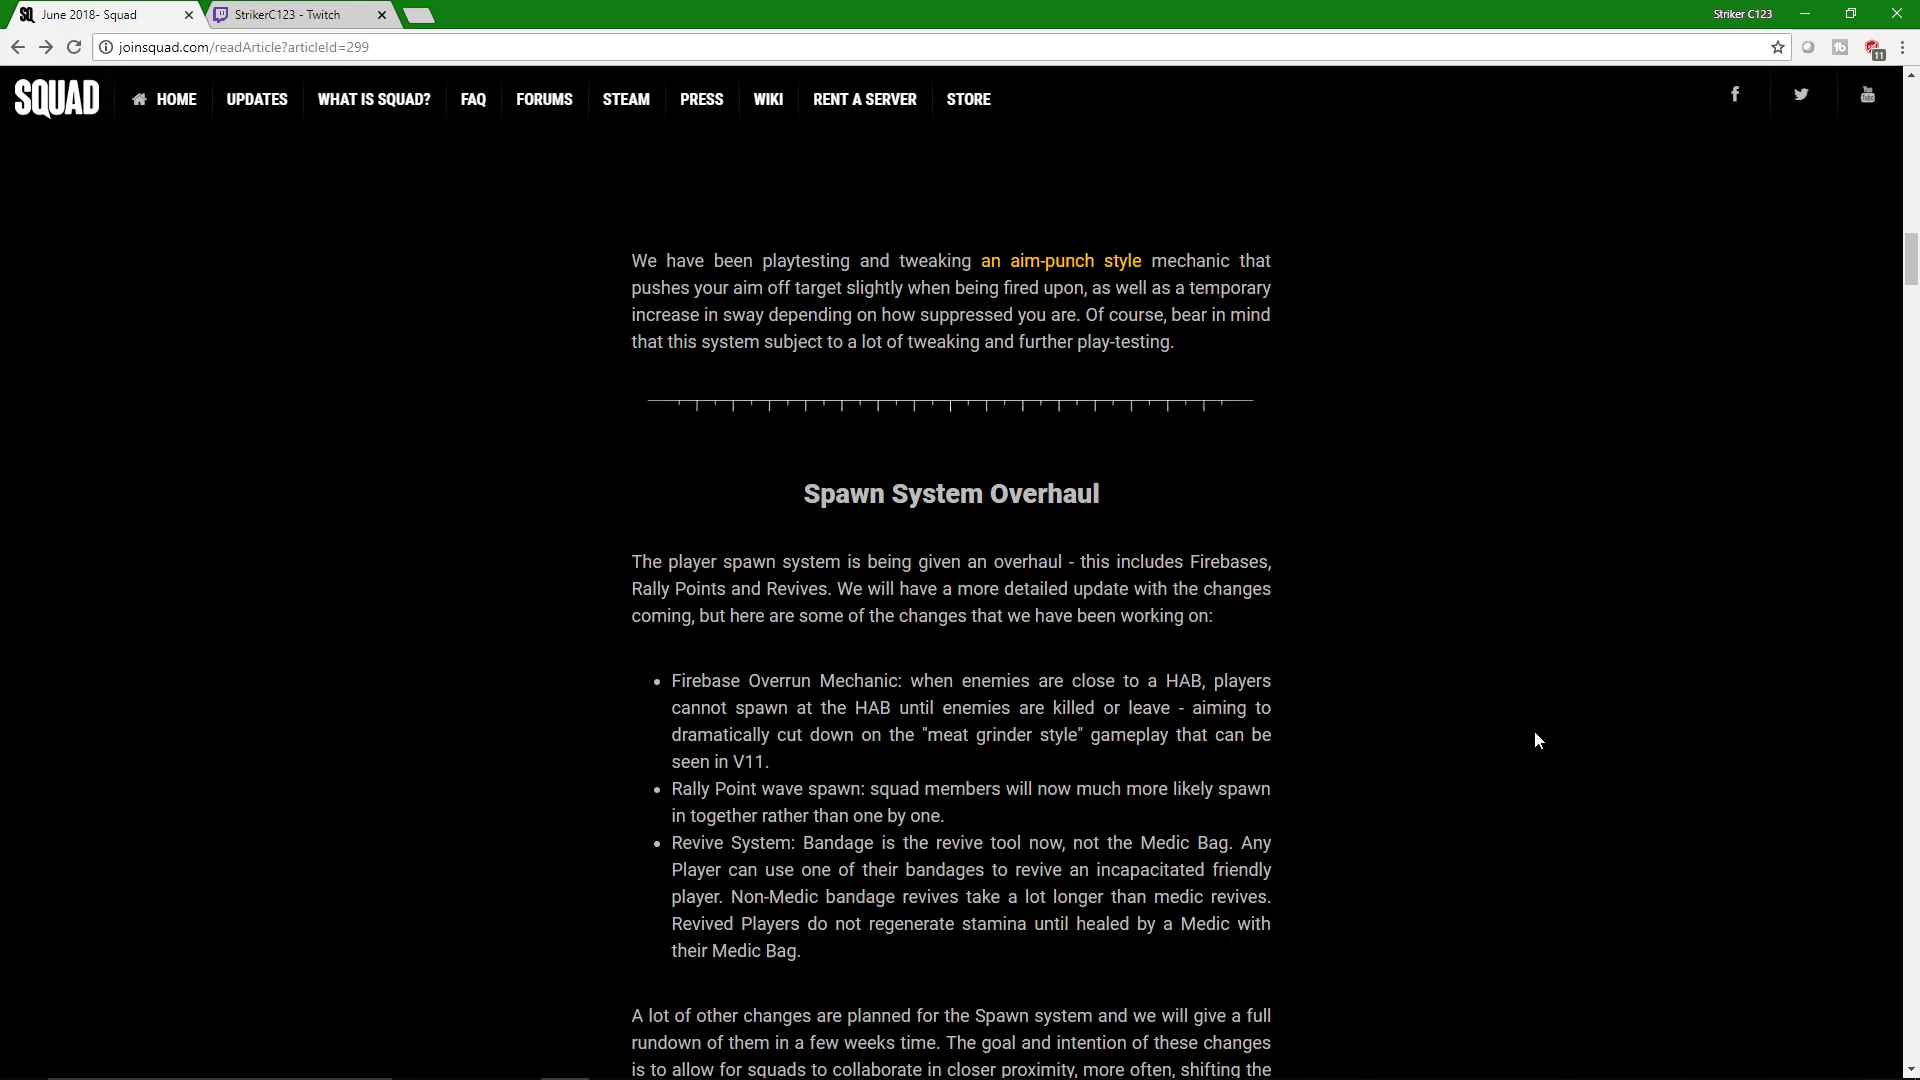 June 2018- Squad
StrikerC123 - Twitch
Striker C123
joinsquad.com/readArticle?articleId=299
11
SQUAD
HOME
UPDATES
WHAT IS SQUAD?
FAQ
FORUMS
STEAM
PRESS
WIKI
RENT A SERVER
STORE
We have been playtesting and tweaking an aim-punch style mechanic that
pushes your aim off target slightly when being fired upon, as well as a temporary
increase in sway depending on how suppressed you are. Of course, bear in mind
that this system subject to a lot of tweaking and further play-testing.
Spawn System Overhaul
The player spawn system is being given an overhaul - this includes Firebases,
Rally Points and Revives. We will have a more detailed update with the changes
coming, but here are some of the changes that we have been working on:
• Firebase Overrun Mechanic: when enemies are close to a HAB, players
cannot spawn at the HAB until enemies are killed or leave - aiming to
dramatically cut down on the "meat grinder style" gameplay that can be
seen in V11.
• Rally Point wave spawn: squad members will now much more likely spawn
in together rather than one by one.
• Revive System: Bandage is the revive tool now, not the Medic Bag. Any
Player can use one of their bandages to revive an incapacitated friendly
player. Non-Medic bandage revives take a lot longer than medic revives.
Revived Players do not regenerate stamina until healed by a Medic with
their Medic Bag.
A lot of other changes are planned for the Spawn system and we will give a full
rundown of them in a few weeks time. The goal and intention of these changes
is to allow for squads to collaborate in closer proximity, more often, shifting the